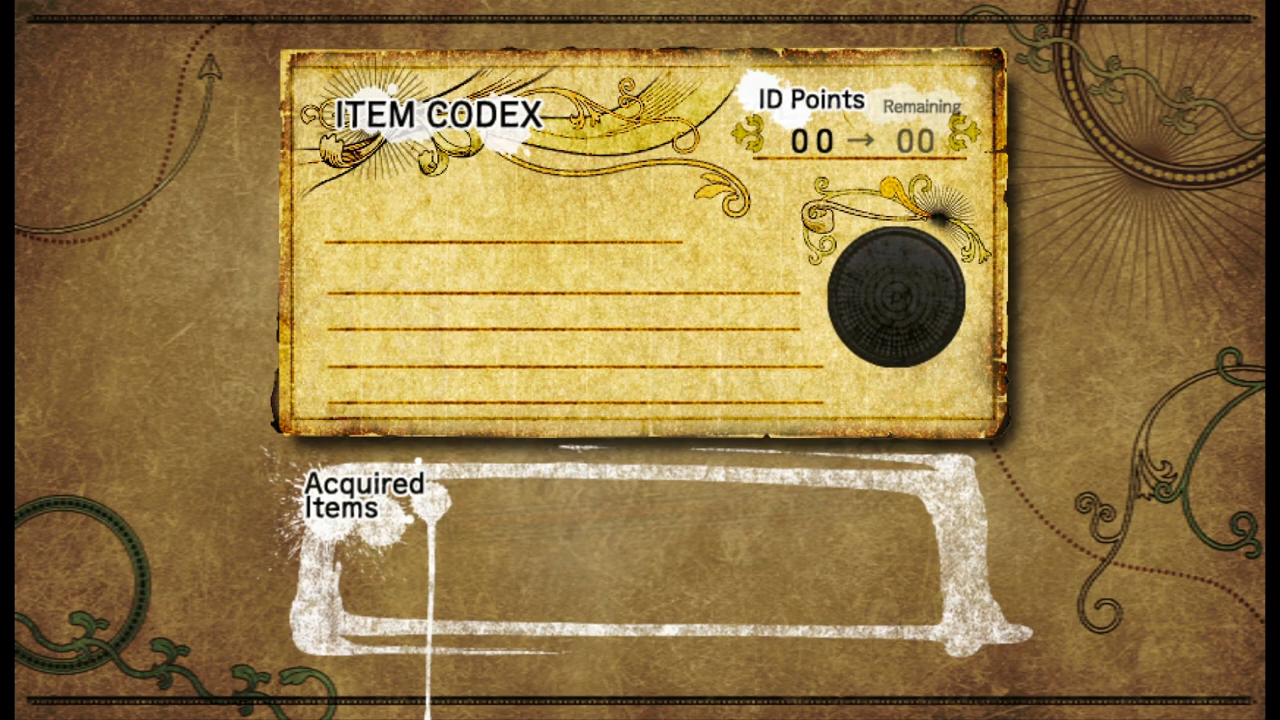 ITEM CODEX
ID Points Remaining
00 → 00
Acquired
Items